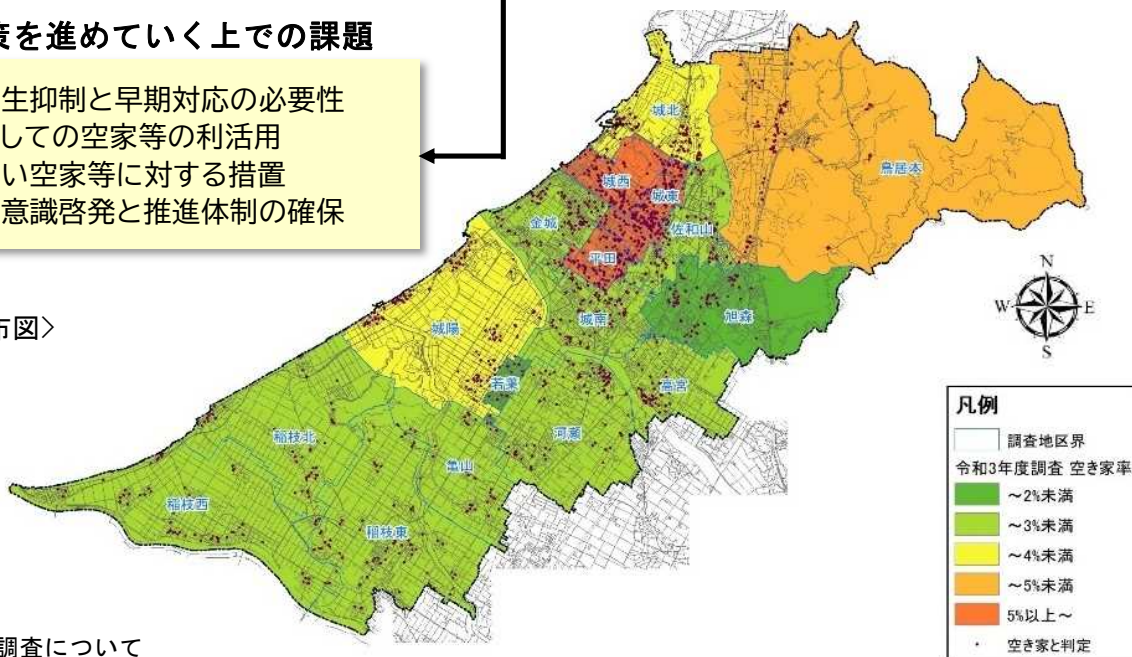 策を進めていく上での課題
生抑制と早期対応の必要性
しての空家等の利活用
い空家等に対する措置
意識啓発と推進体制の確保
布図>
城北
鳥居本
城西
城東
金城
佐和山
平田
城南
旭森
城陽
若葉
高宮
河瀬
稲枝北
亀山
稲枝西
稲枝東
N
W
E
S
凡例
調査地区界
令和3年度調査 空き家率
～2%未満
～3%未満
～4%未満
～5%未満
5%以上～
空き家と判定
調査について